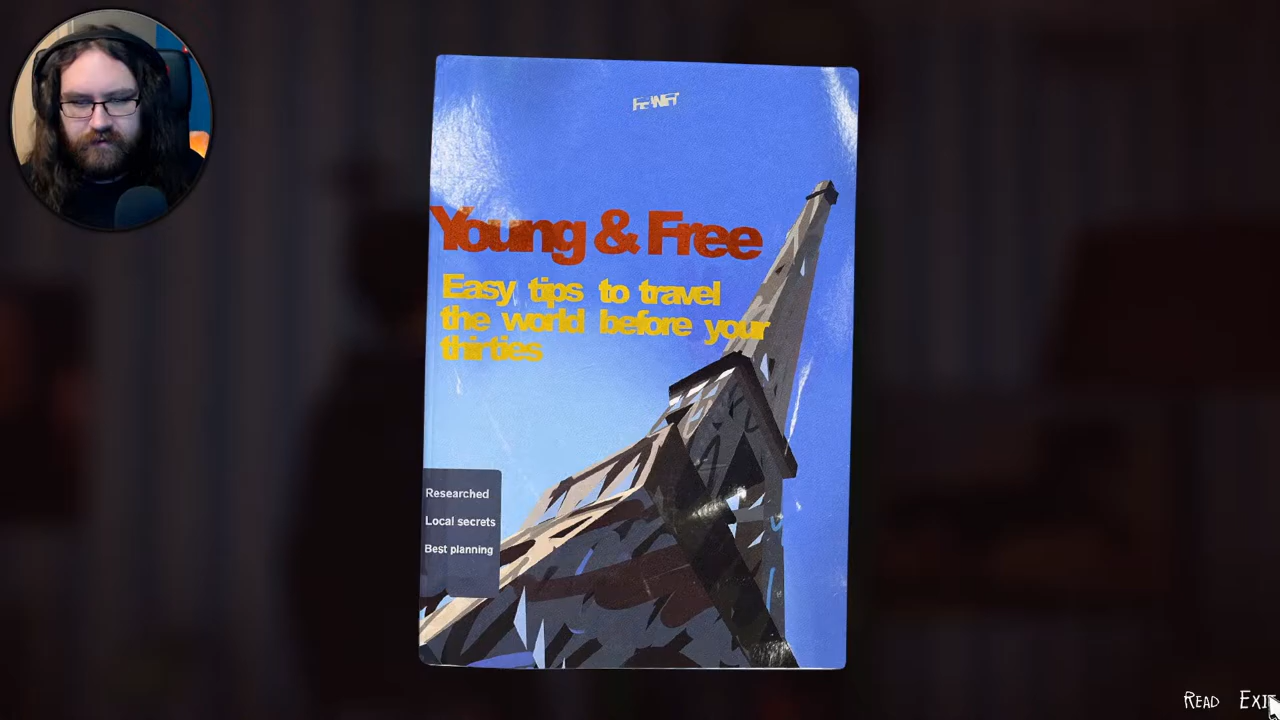 Young & Free
Easy tips to travel
the world before your
thirties
Researched
Local secrets
Best planning
READ EXIT